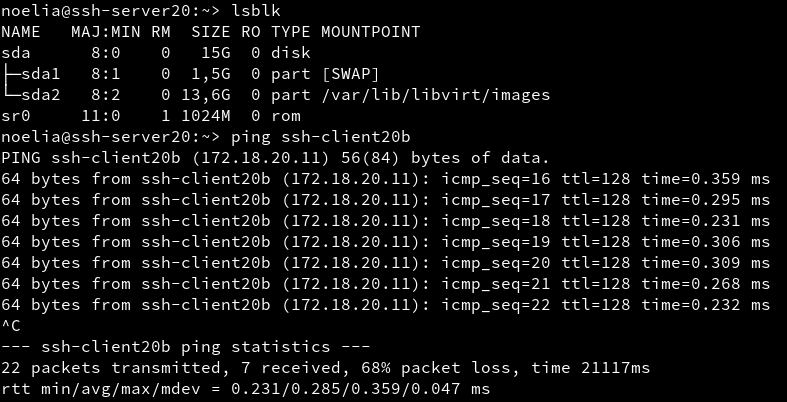 noelia@ssh-server20:~> lsblk
NAME   MAJ:MIN RM  SIZE RO TYPE MOUNTPOINT
sda      8:0    0   15G  0 disk
├─sda1   8:1    0  1,5G  0 part [SWAP]
└─sda2   8:2    0 13,6G  0 part /var/lib/libvirt/images
sr0     11:0    1 1024M  0 rom
noelia@ssh-server20:~> ping ssh-client20b
PING ssh-client20b (172.18.20.11) 56(84) bytes of data.
64 bytes from ssh-client20b (172.18.20.11): icmp_seq=16 ttl=128 time=0.359 ms
64 bytes from ssh-client20b (172.18.20.11): icmp_seq=17 ttl=128 time=0.295 ms
64 bytes from ssh-client20b (172.18.20.11): icmp_seq=18 ttl=128 time=0.231 ms
64 bytes from ssh-client20b (172.18.20.11): icmp_seq=19 ttl=128 time=0.306 ms
64 bytes from ssh-client20b (172.18.20.11): icmp_seq=20 ttl=128 time=0.309 ms
64 bytes from ssh-client20b (172.18.20.11): icmp_seq=21 ttl=128 time=0.268 ms
64 bytes from ssh-client20b (172.18.20.11): icmp_seq=22 ttl=128 time=0.232 ms
^C
--- ssh-client20b ping statistics ---
22 packets transmitted, 7 received, 68% packet loss, time 21117ms
rtt min/avg/max/mdev = 0.231/0.285/0.359/0.047 ms